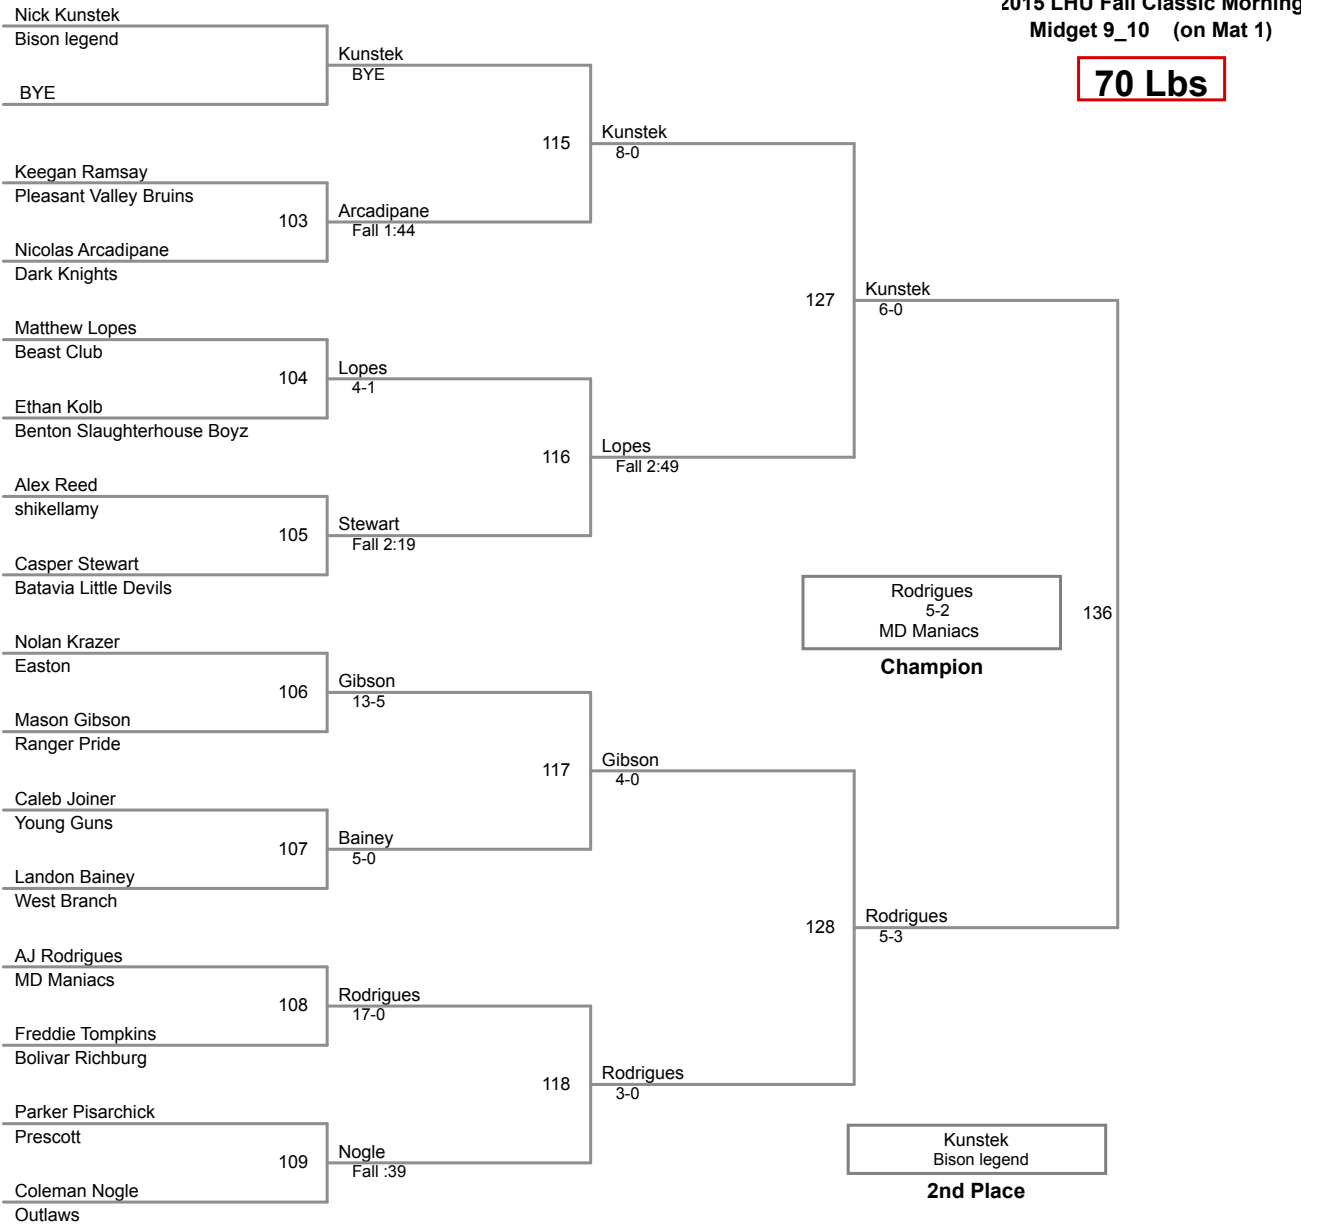 2015 LHU Fall Classic Morning
Midget 9_10 (on Mat 1)
70 Lbs
Nick Kunstek
Bison legend
BYE
Kunstek
BYE
Keegan Ramsay
Pleasant Valley Bruins
103
Nicolas Arcadipane
Dark Knights
Arcadipane
Fall 1:44
115
Kunstek
8-0
Matthew Lopes
Beast Club
104
Ethan Kolb
Benton Slaughterhouse Boyz
Lopes
4-1
Alex Reed
shikellamy
105
Casper Stewart
Batavia Little Devils
Stewart
Fall 2:19
116
Lopes
Fall 2:49
127
Kunstek
6-0
Nolan Krazer
Easton
106
Mason Gibson
Ranger Pride
Gibson
13-5
Caleb Joiner
Young Guns
107
Landon Bainey
West Branch
Bainey
5-0
117
Gibson
4-0
AJ Rodrigues
MD Maniacs
108
Freddie Tompkins
Bolivar Richburg
Rodrigues
17-0
Parker Pisarchick
Prescott
109
Coleman Nogle
Outlaws
Nogle
Fall :39
118
Rodrigues
3-0
128
Rodrigues
5-3
136
Rodrigues
5-2
MD Maniacs
Champion
Kunstek
Bison legend
2nd Place